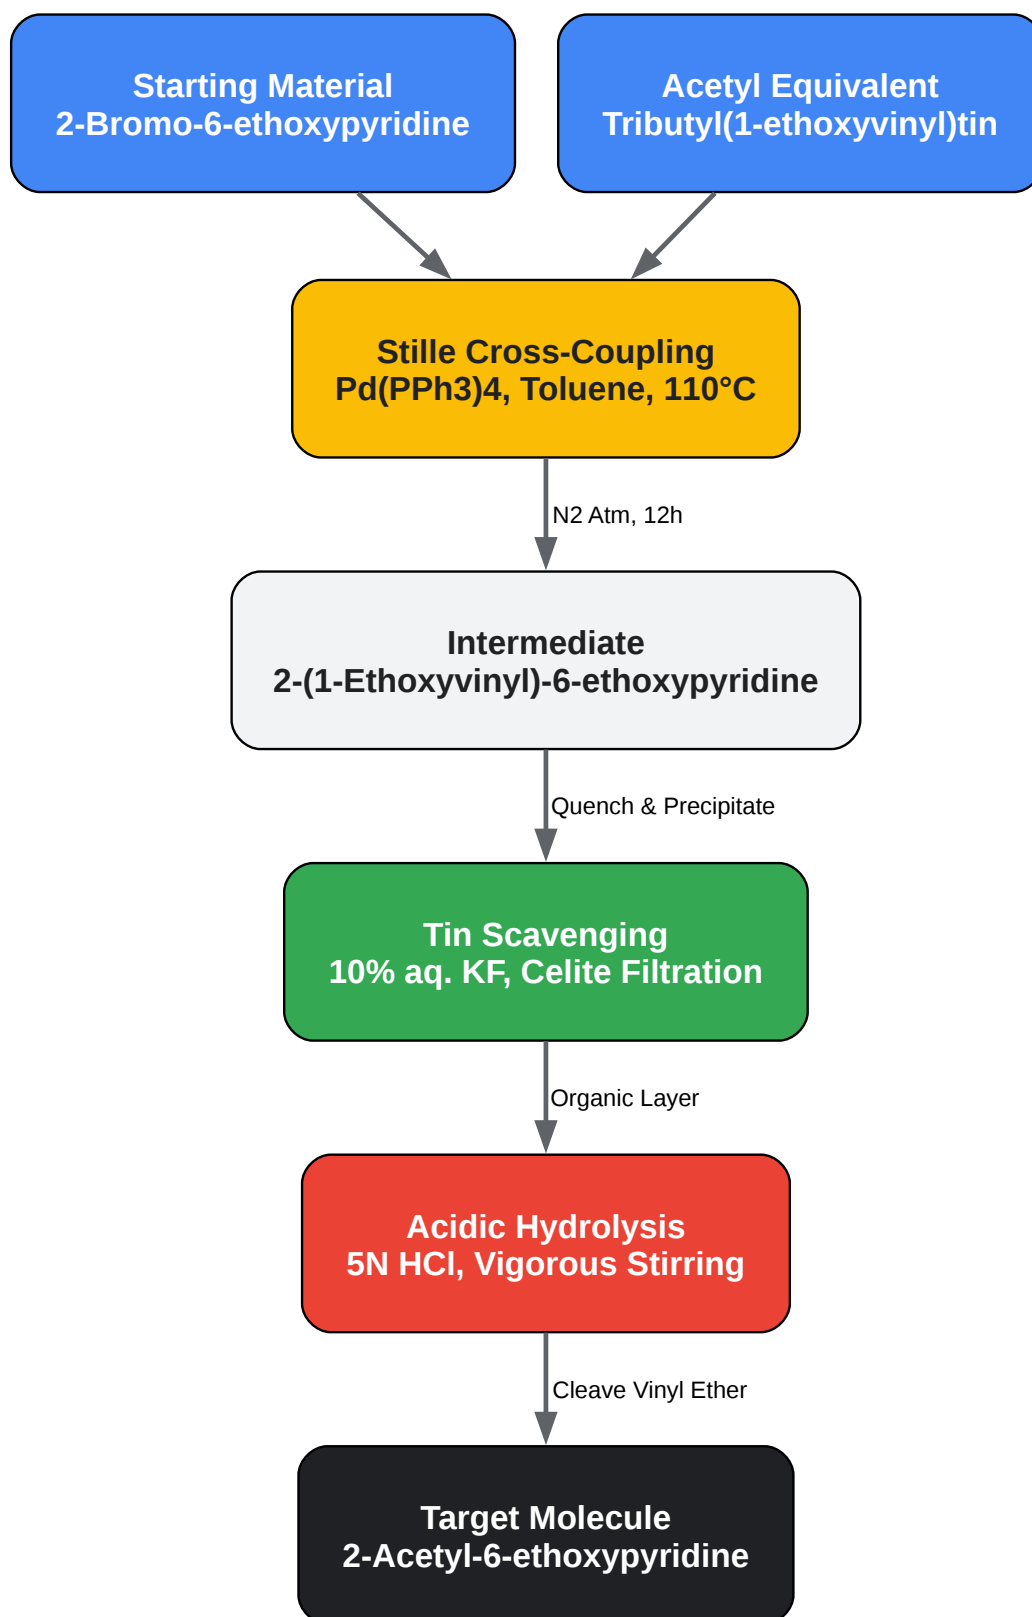 Starting Material
2-Bromo-6-ethoxypyridine
Acetyl Equivalent
Tributyl(1-ethoxyvinyl)tin
Stille Cross-Coupling
Pd(PPh3)4, Toluene, 110°C
N2 Atm, 12h
Intermediate
2-(1-Ethoxyvinyl)-6-ethoxypyridine
Quench & Precipitate
Tin Scavenging
10% aq. KF, Celite Filtration
Organic Layer
Acidic Hydrolysis
5N HCl, Vigorous Stirring
Cleave Vinyl Ether
Target Molecule
2-Acetyl-6-ethoxypyridine